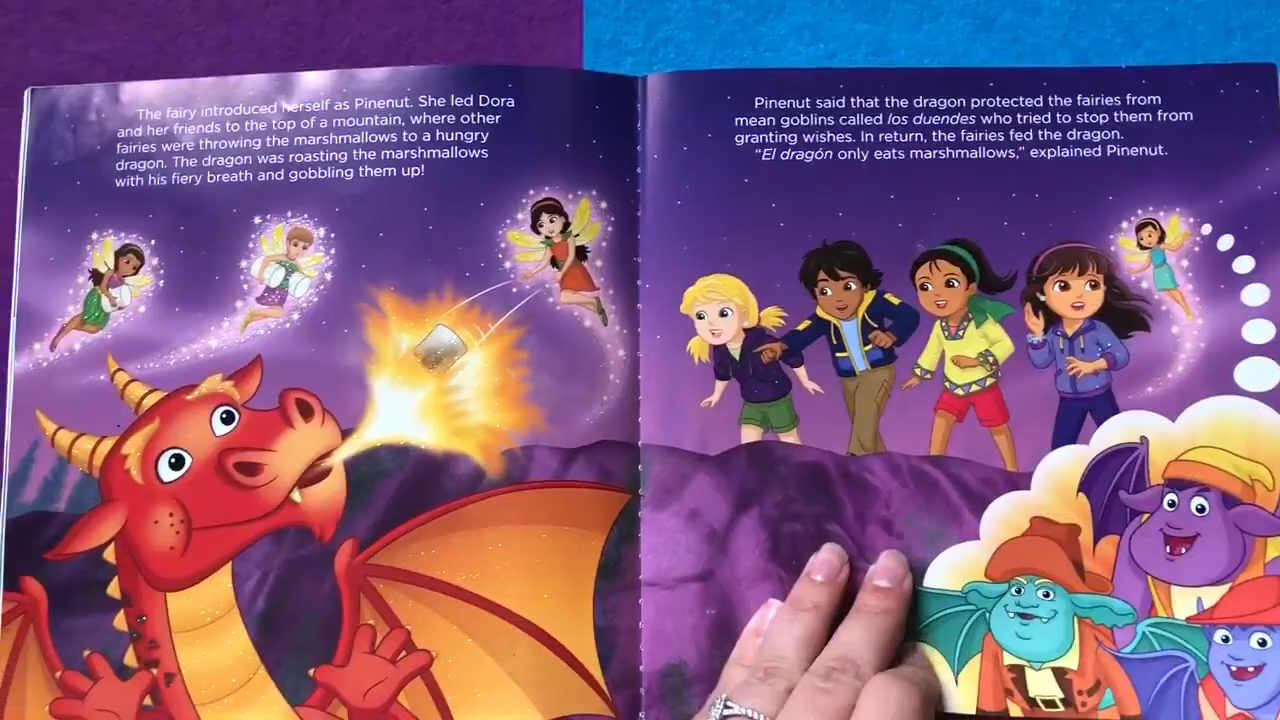 The fairy introduced herself as Pinenut. She led Dora
and her friends to the top of a mountain, where other
fairies were throwing the marshmallows to a hungry
dragon. The dragon was roasting the marshmallows
with his fiery breath and gobbling them up!
Pinenut said that the dragon protected the fairies from
mean goblins called los duendes who tried to stop them from
granting wishes. In return, the fairies fed the dragon.
“El dragón only eats marshmallows,” explained Pinenut.